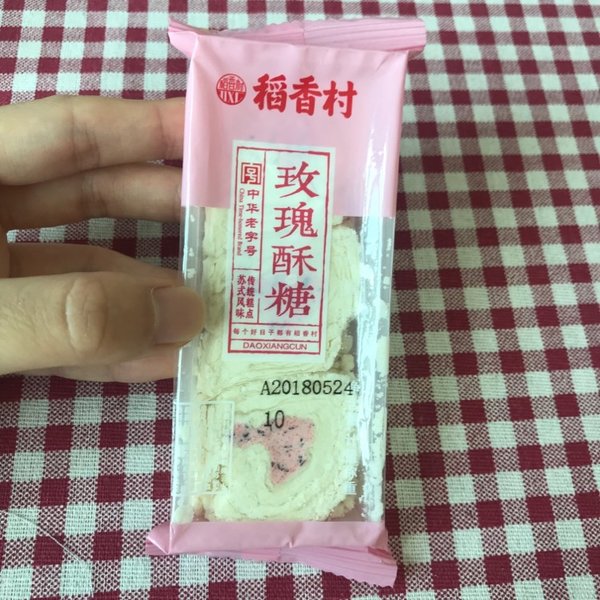 稻香村
DXC
玫瑰酥糖
中华老字号
China Time-honored Brand
传统糕点
苏式风味
每个好日子都有稻香村
DAOXIANGCUN
A20180524
10